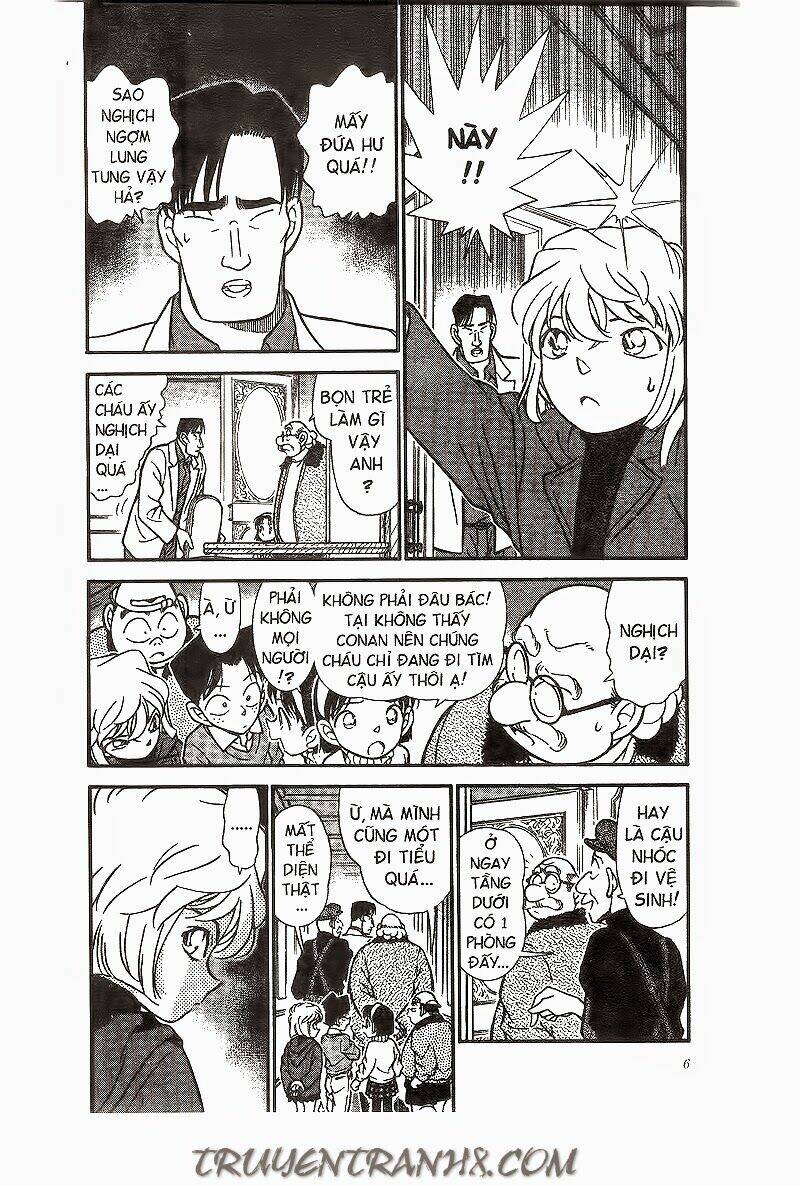 NÀY
!!
MẤY
ĐỨA HƯ
QUÁ!!
SAO
NGHỊCH
NGỢM
LUNG
TUNG VẬY
HẢ?
BỌN TRẺ
LÀM GÌ
VẬY
ANH
?
CÁC
CHÁU ẤY
NGHỊCH
DẠI
QUÁ
...
NGHỊCH
DẠI?
KHÔNG PHẢI ĐÂU BÁC!
TẠI KHÔNG THẤY
CONAN NÊN CHÚNG
CHÁU CHỈ ĐANG ĐI TÌM
CẬU ẤY THÔI Ạ!
PHẢI
KHÔNG
MỌI
NGƯỜI
!?
À, Ừ
...
HAY
LÀ CẬU
NHÓC
ĐI VỆ
SINH!
Ở
NGAY
TẦNG
DƯỚI
CÓ 1
PHÒNG
ĐẤY...
Ừ, MÀ MÌNH
CŨNG MÓT
ĐI TIỂU
QUÁ...
MẤT
THỂ
DIỆN
THẬT
...
.....
6
TRUYENTRANH8.COM